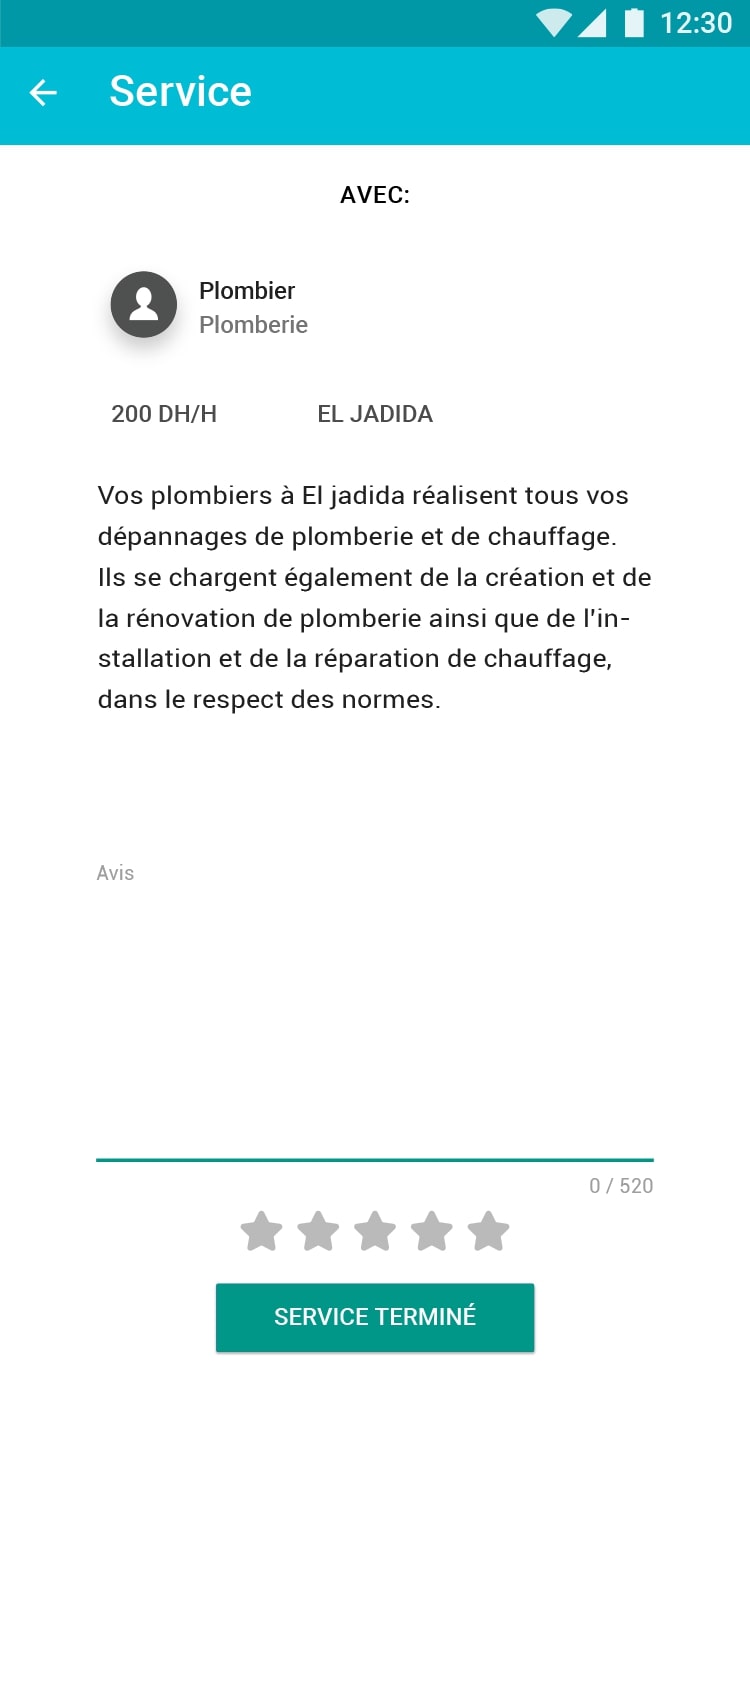 12:30
Service
AVEC:
Plombier
Plomberie
200 DH/H EL JADIDA
Vos plombiers à El jadida réalisent tous vos
dépannages de plomberie et de chauffage.
Ils se chargent également de la création et de
la rénovation de plomberie ainsi que de l'in-
stallation et de la réparation de chauffage,
dans le respect des normes.
Avis
0 / 520
SERVICE TERMINÉ